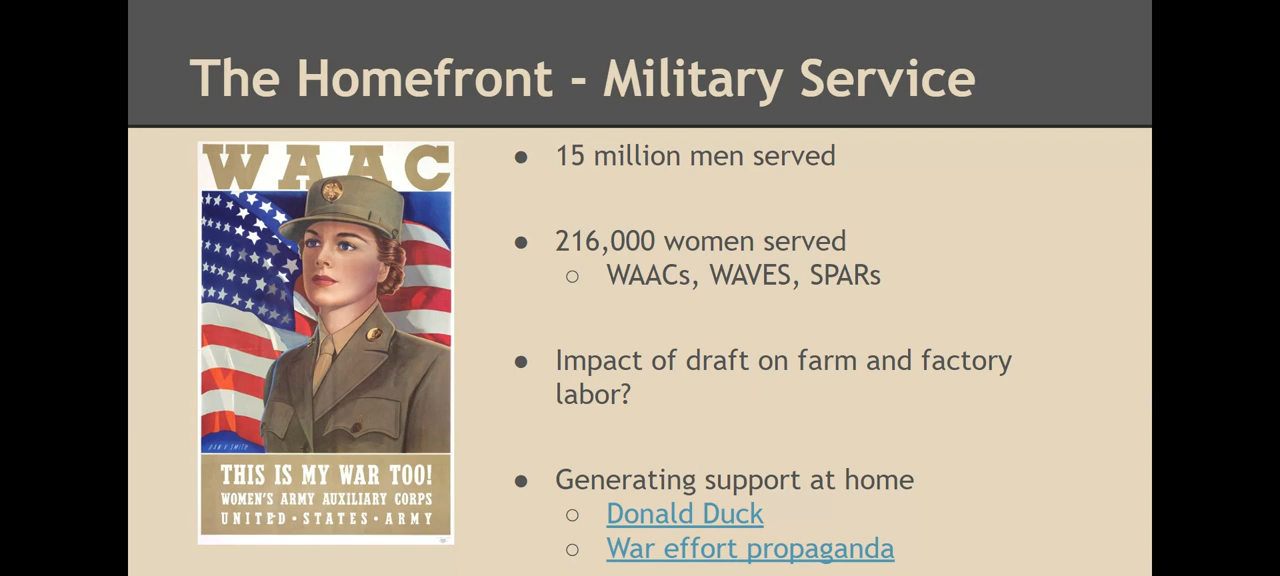 The Homefront - Military Service
WAAC
THIS IS MY WAR TOO!
WOMEN'S ARMY AUXILIARY CORPS
UNITED • STATES • ARMY
● 15 million men served
● 216,000 women served
○ WAACs, WAVES, SPARs
● Impact of draft on farm and factory
labor?
● Generating support at home
○ Donald Duck
○ War effort propaganda